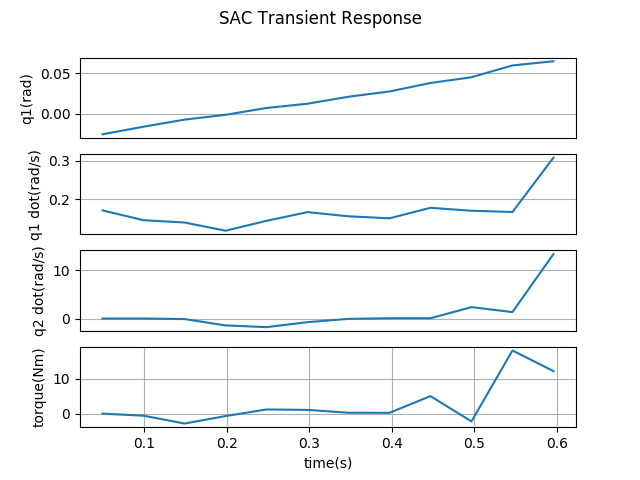 SAC Transient Response
q1(rad)
0.05
0.00
q1 dot(rad/s)
0.3
0.2
q2 dot(rad/s)
10
0
torque(Nm)
10
0
0.1 0.2 0.3 0.4 0.5 0.6
time(s)